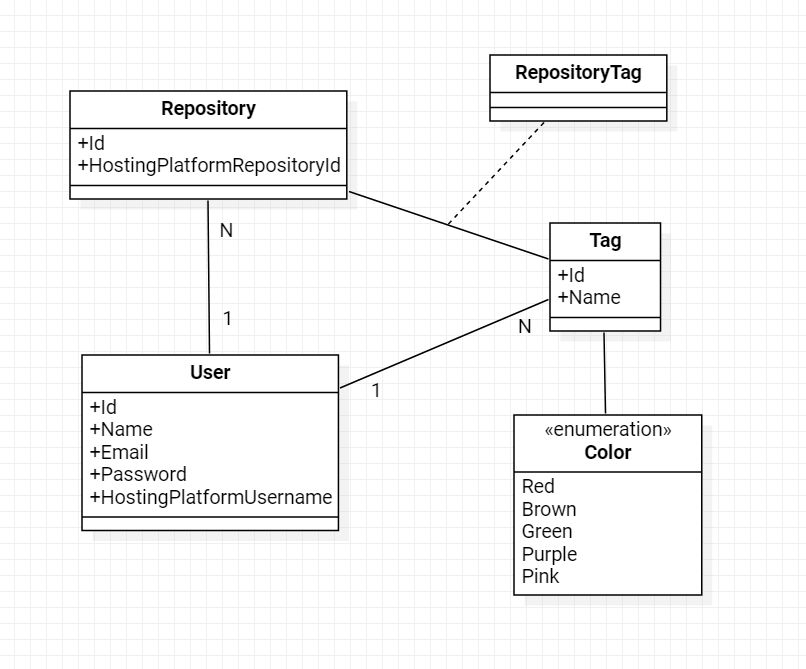 RepositoryTag
Repository
+Id
+HostingPlatformRepositoryId
N
1
Tag
+Id
+Name
N
1
User
+Id
+Name
+Email
+Password
+HostingPlatformUsername
«enumeration»
Color
Red
Brown
Green
Purple
Pink